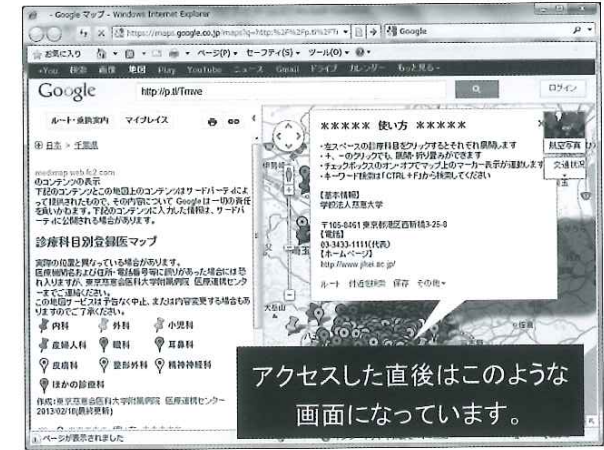 - Google マップ - Windows Internet Explorer
Google
お気に入り
ページ(P)
セーフティ(S)
ツール(O)
+You 検索 画像 地図 Play YouTube ニュース Gmail ドライブ カレンダー もっと見る
Google
ログイン
ルート・乗換案内 マイプレイス
日本 > 千葉県
のコンテンツの表示
下記のコンテンツとこの地図上のコンテンツはサードパーティによ
って提供されたもので、その内容について Google は一切の責任
を負いかねます。下記のコンテンツに入力した情報は、サードパ
ーティに公開される場合があります。
診療科目別登録医マップ
実際の位置と異なっている場合があります。
医療機関名および住所・電話番号等に誤りがあった場合には恐
れ入りますが、東京慈恵会医科大学附属病院 医療連携センタ
ーまでご連絡ください。
この地図サービスは予告なく中止、または内容変更する場合もあ
りますのでご了承ください。
内科 外科 小児科
産婦人科 眼科 耳鼻科
皮膚科 整形外科 精神神経科
ほかの診療科
作成:東京慈恵会医科大学附属病院 医療連携センター
2013/02/18(最終更新)
***** 使い方 *****
・左スペースの診療科目をクリックするとそれぞれ展開します
・+、-のクリックでも、展開・折り畳みができます
・チェックボックスのオン・オフでマップ上のマーカー表示が連動します
・キーワード検索は「CTRL +F」から検索してください
【基本情報】
学校法人慈恵大学
〒105-8461 東京都港区西新橋3-25-8
【電話】
03-3433-1111(代表)
【ホームページ】
http://www.jikei.ac.jp/
ルート 付近を検索 保存 その他
航空写真
交通状況
アクセスした直後はこのような
画面になっています。
ページが表示されました